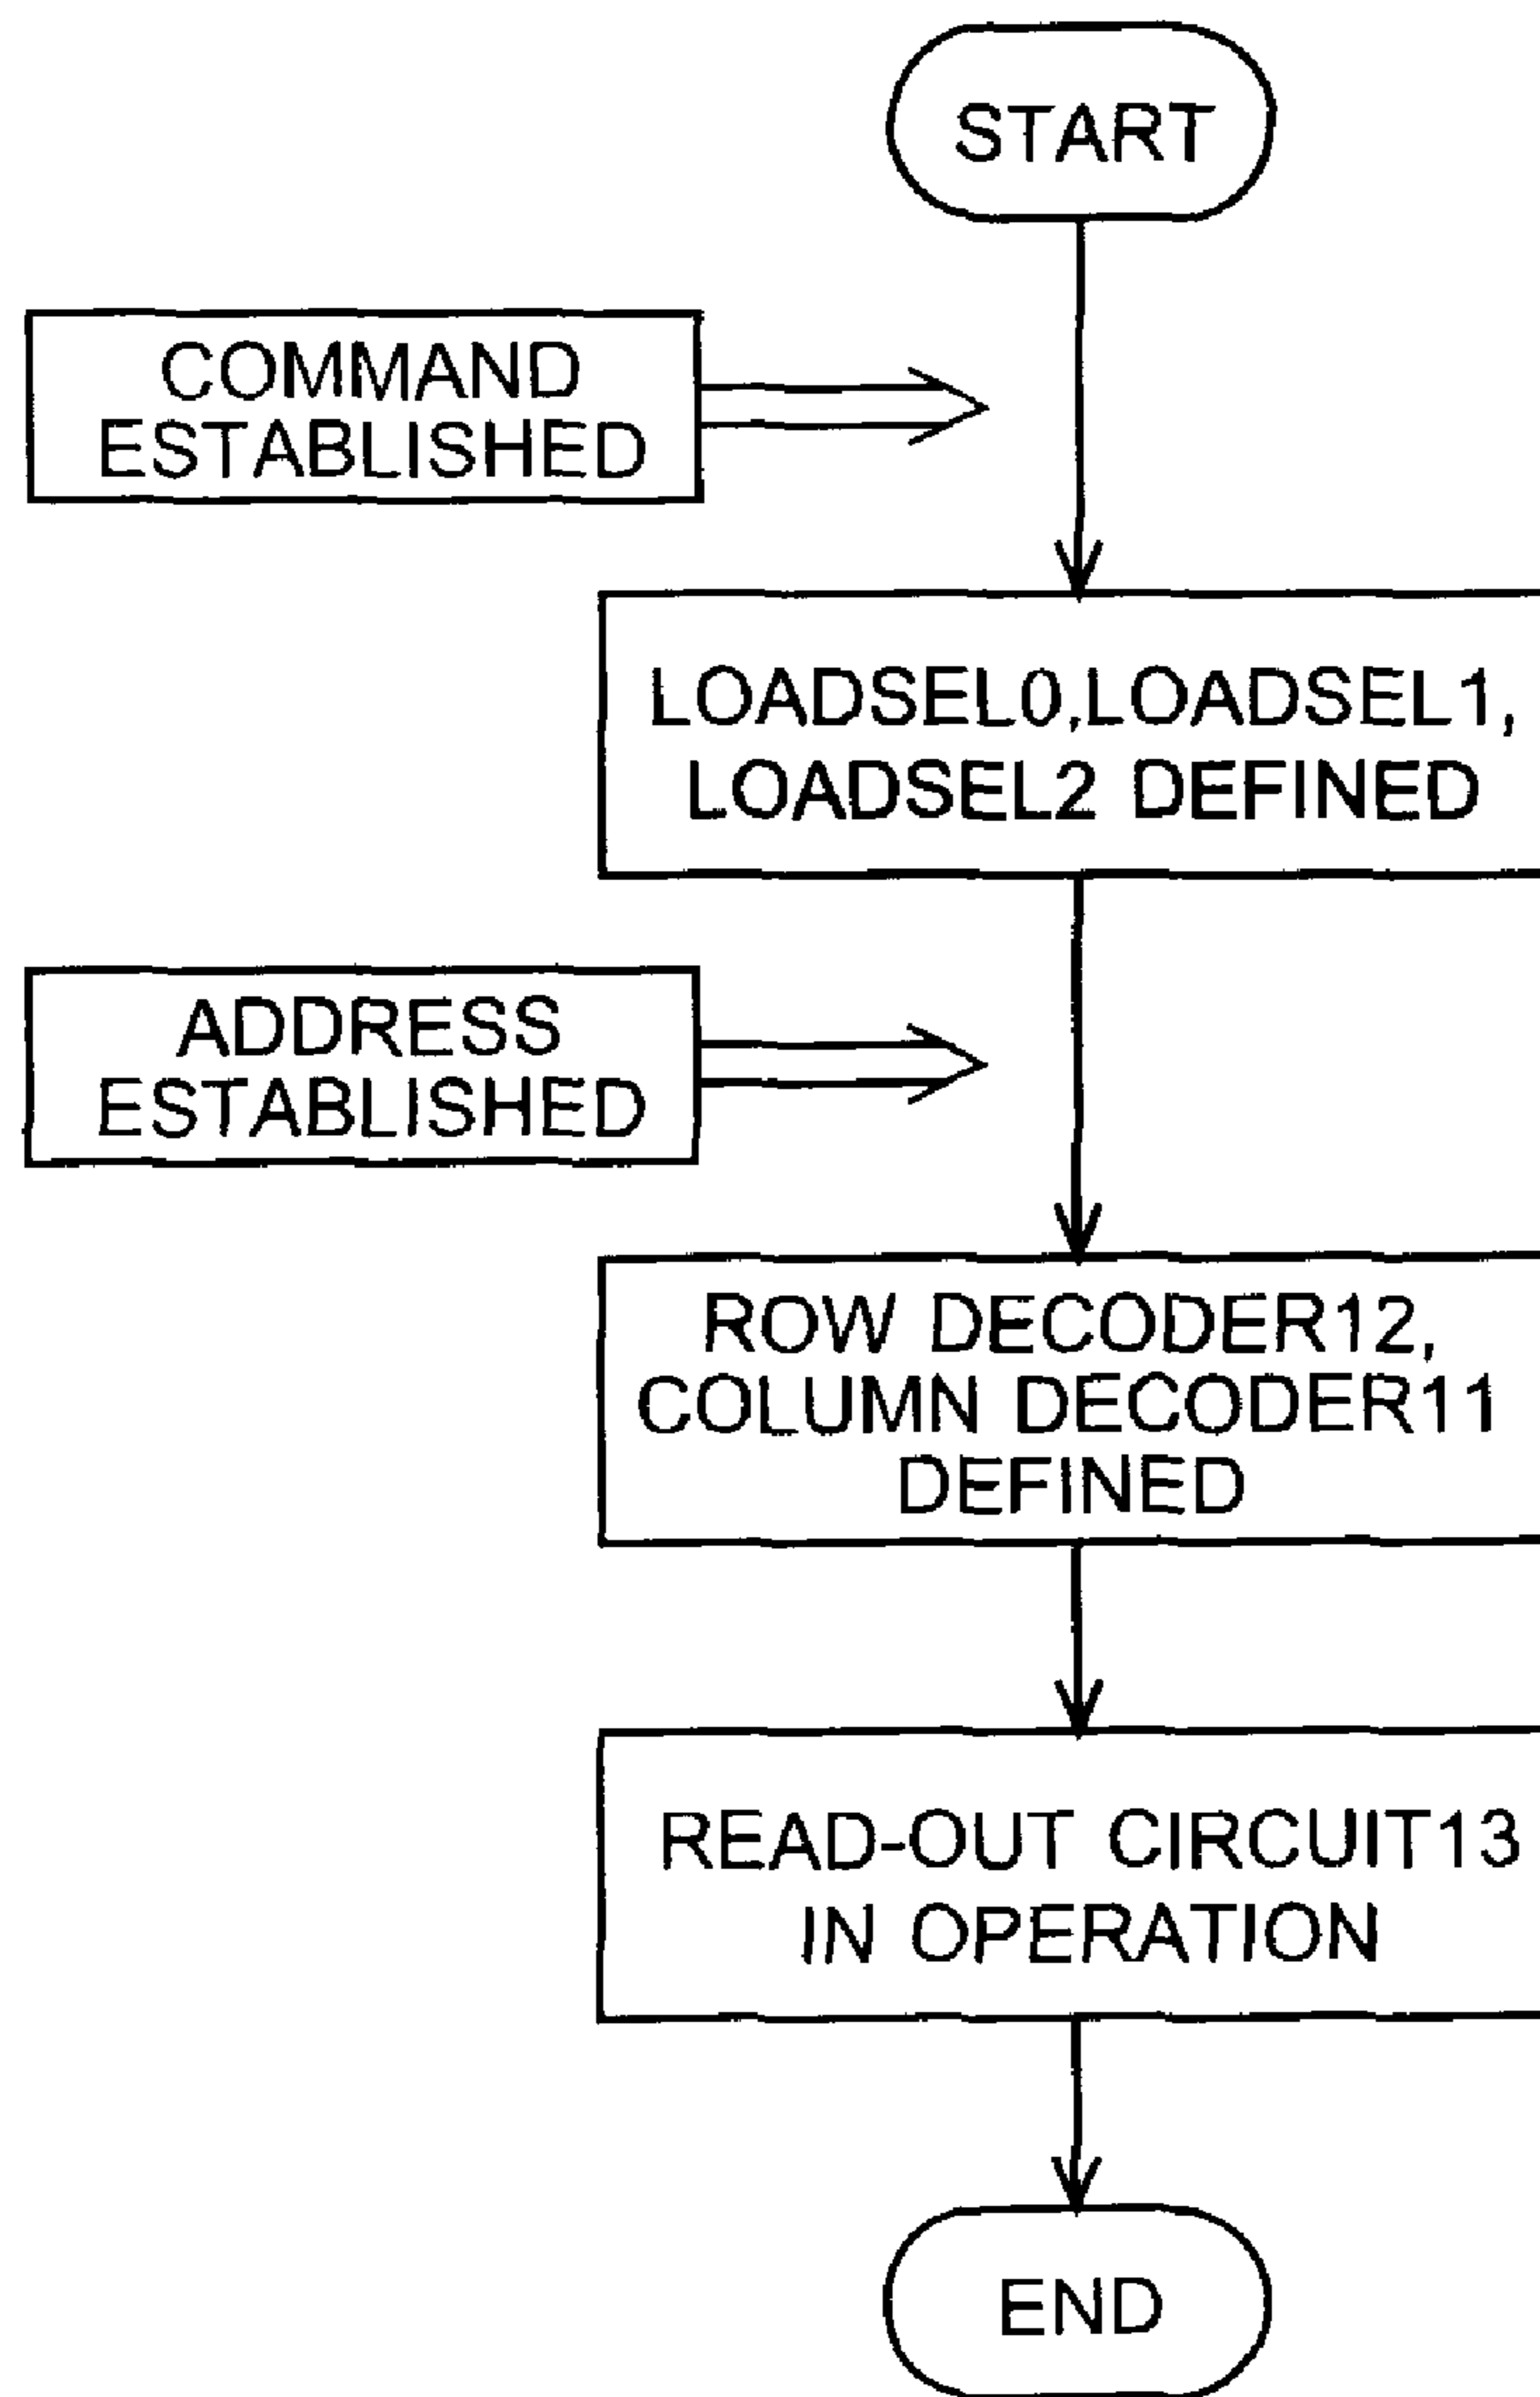 START
COMMAND
ESTABLISHED
LOADSEL0,LOADSEL1,
LOADSEL2 DEFINED
ADDRESS
ESTABLISHED
ROW DECODER12,
COLUMN DECODER11
DEFINED
READ-OUT CIRCUIT13
IN OPERATION
END